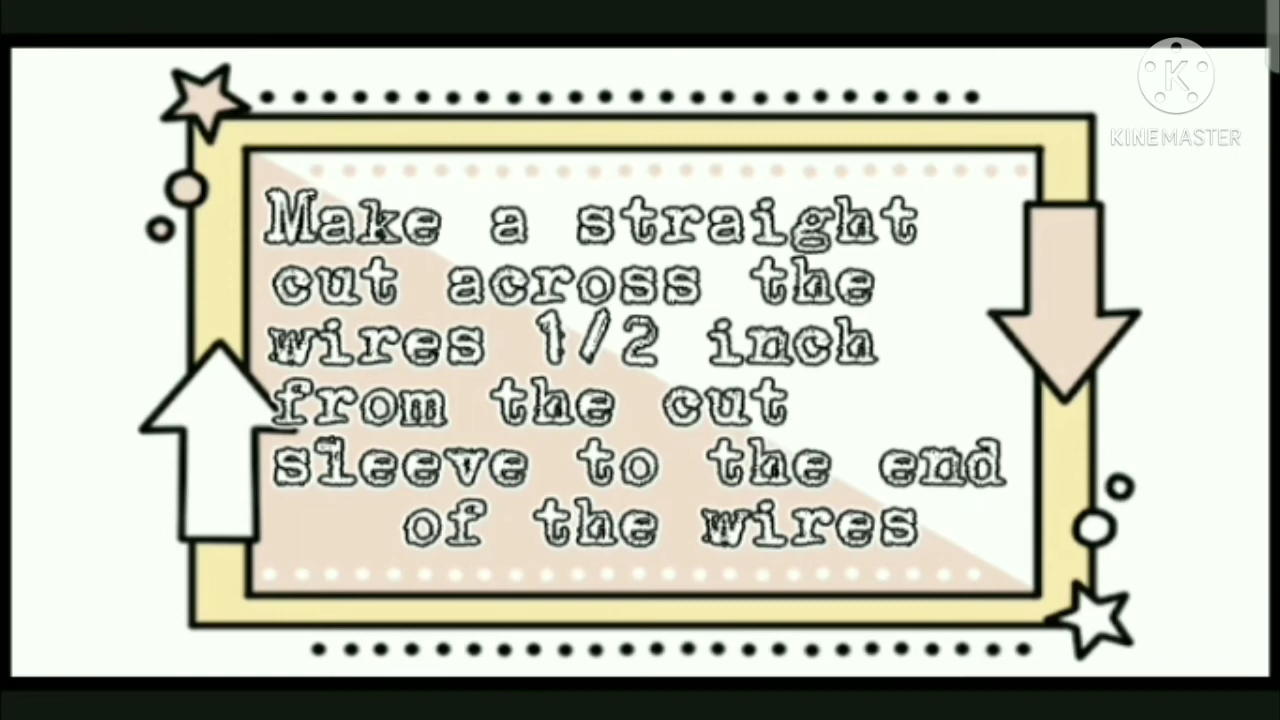 KINEMASTER
Make a straight
cut across the
wires 1/2 inch
from the cut
sleeve to the end
of the wires